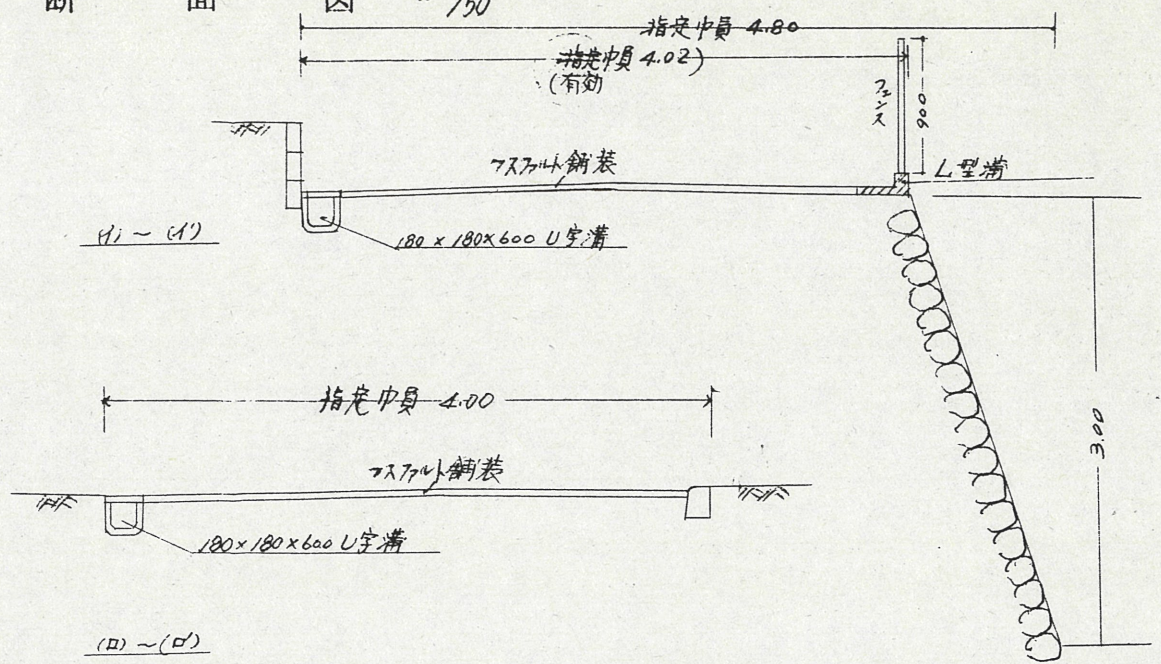 断面図 1/50
指定巾員 4.80
指定巾員 4.02)
(有効
フェンス
900
アスファルト舗装
L型溝
(イ) ~ (イ')
180×180×600 U字溝
指定巾員 4.00
3.00
アスファルト舗装
180×180×600 U字溝
(ロ) ~ (ロ')